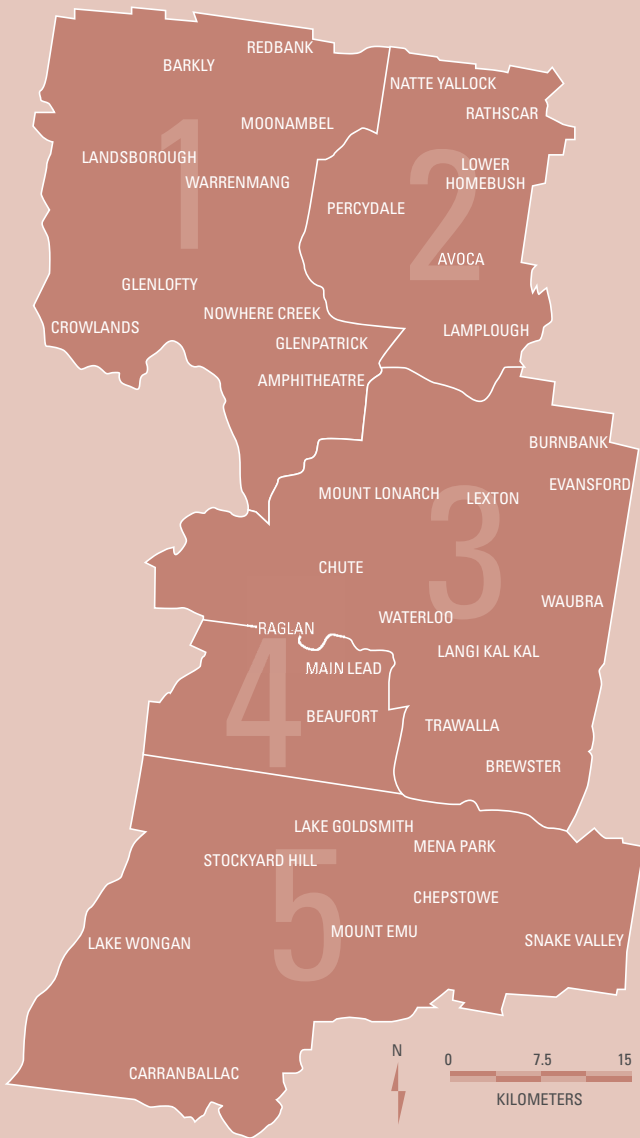 REDBANK
BARKLY
NATTE YALLOCK
RATHSCAR
MOONAMBEL
1
LANDSBOROUGH
2
LOWER
HOMEBUSH
WARRENMANG
PERCYDALE
AVOCA
GLENLOFTY
NOWHERE CREEK
CROWLANDS
LAMPLOUGH
GLENPATRICK
AMPHITHEATRE
BURNBANK
EVANSFORD
MOUNT LONARCH
LEXTON
3
CHUTE
WAUBRA
WATERLOO
RAGLAN
LANGI KAL KAL
4
MAIN LEAD
BEAUFORT
TRAWALLA
BREWSTER
LAKE GOLDSMITH
MENA PARK
STOCKYARD HILL
5
CHEPSTOWE
MOUNT EMU
SNAKE VALLEY
LAKE WONGAN
N
0 7.5 15
CARRANBALLAC
KILOMETERS